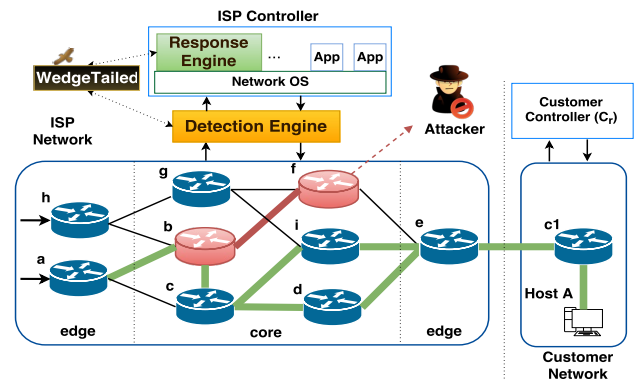 ISP Controller
Response
Engine
...
App
App
Network OS
WedgeTailed
Detection Engine
ISP
Network
Attacker
Customer
Controller (Cr)
g
f
h
b
i
e
c1
a
c
d
Host A
edge
core
edge
Customer
Network